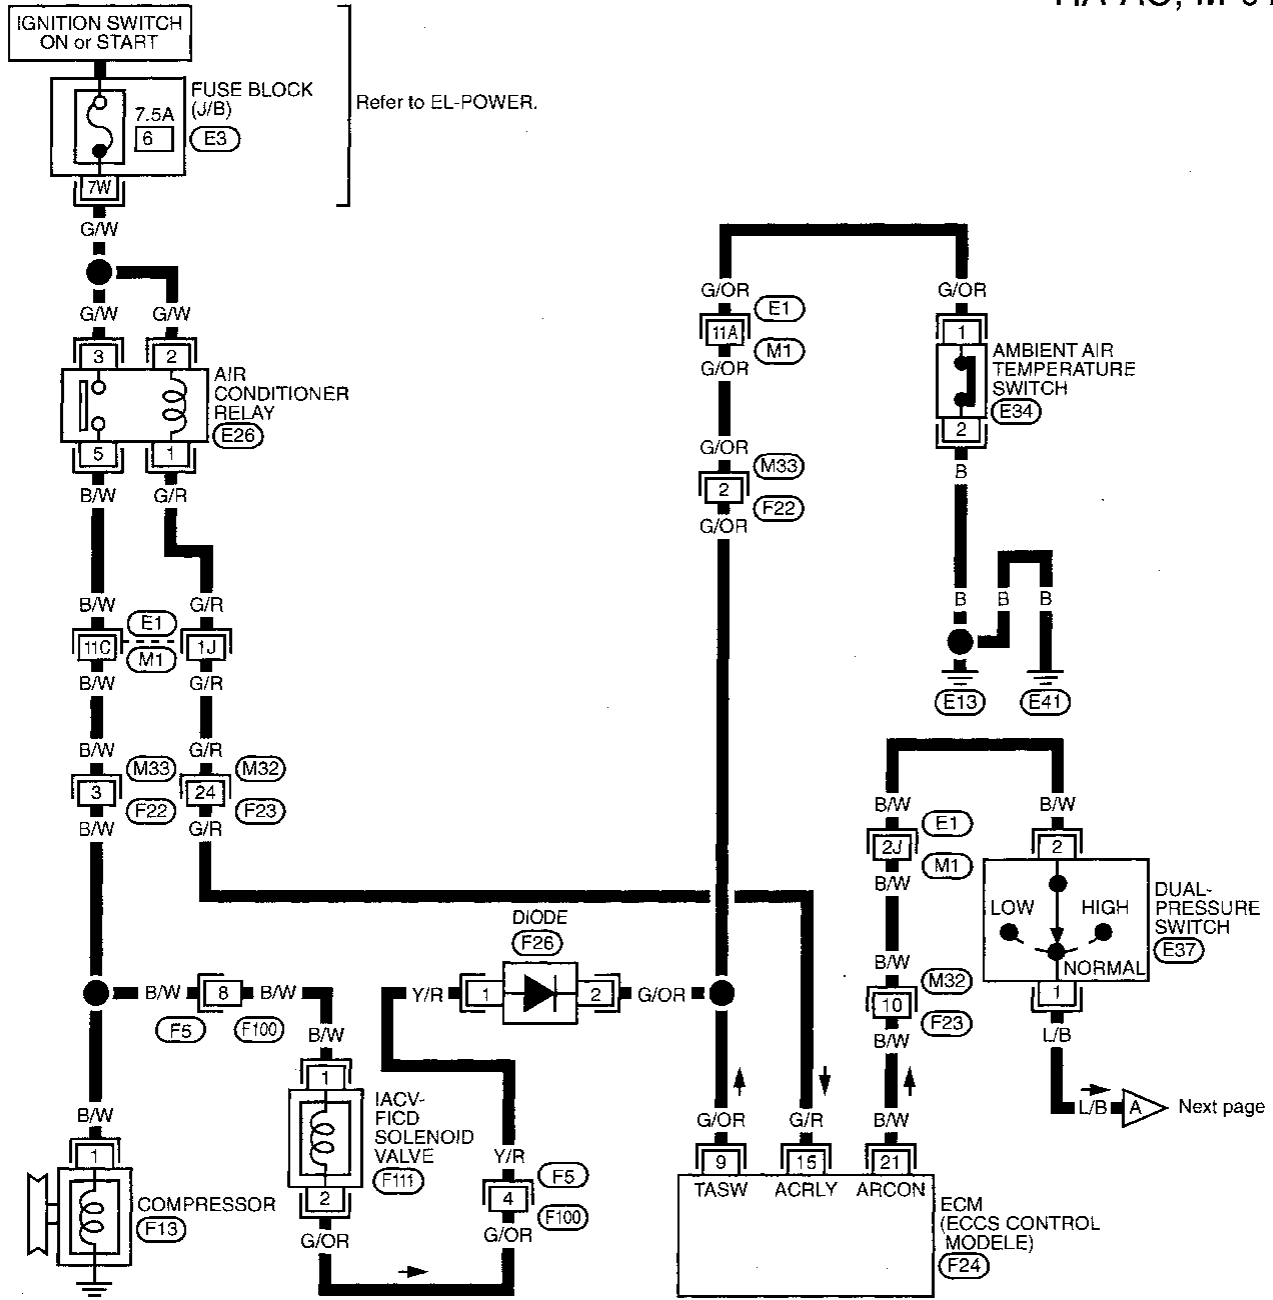 HA-AC, M-01
IGNITION SWITCH
ON or START
FUSE BLOCK
(J/B)
7.5A
6
E3
Refer to EL-POWER.
7W
G/W
G/W
G/W
3
2
AIR
CONDITIONER
RELAY
E26
5
1
B/W
G/R
B/W
G/R
11C
E1
M1
1J
B/W
G/R
B/W
G/R
3
M33
F22
24
M32
F23
B/W
G/R
G/OR
G/OR
11A
E1
M1
G/OR
1
AMBIENT AIR
TEMPERATURE
SWITCH
E34
2
G/OR
2
M33
F22
G/OR
B
B
B
B
E13
E41
B/W
B/W
2J
E1
M1
B/W
2
LOW
HIGH
NORMAL
DUAL-
PRESSURE
SWITCH
E37
1
B/W
10
M32
F23
B/W
L/B
L/B
A
Next page
DIODE
F26
Y/R
1
2
G/OR
B/W
8
B/W
F5
F100
B/W
1
IACV-
FICD
SOLENOID
VALVE
F111
2
G/OR
Y/R
4
F5
F100
G/OR
B/W
1
COMPRESSOR
F13
G/OR
G/R
B/W
9
15
21
TASW
ACRLY
ARCON
ECM
(ECCS CONTROL
MODELE)
F24